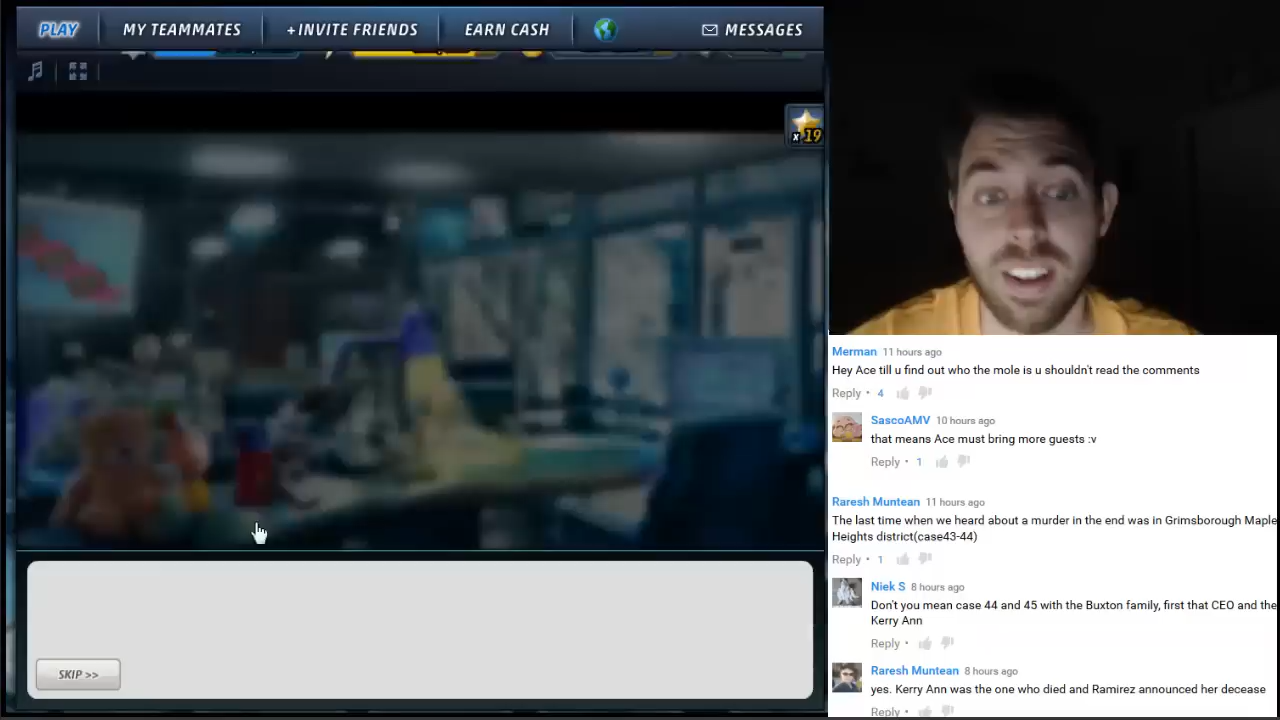 PLAY
MY TEAMMATES
+INVITE FRIENDS
EARN CASH
MESSAGES
x19
SKIP >>
Merman 11 hours ago
Hey Ace till u find out who the mole is u shouldn't read the comments
Reply • 4
SascoAMV 10 hours ago
that means Ace must bring more guests :v
Reply • 1
Raresh Muntean 11 hours ago
The last time when we heard about a murder in the end was in Grimsborough Maple
Heights district(case43-44)
Reply • 1
Niek S 8 hours ago
Don't you mean case 44 and 45 with the Buxton family, first that CEO and the
Kerry Ann
Reply •
Raresh Muntean 8 hours ago
yes. Kerry Ann was the one who died and Ramirez announced her decease
Reply •